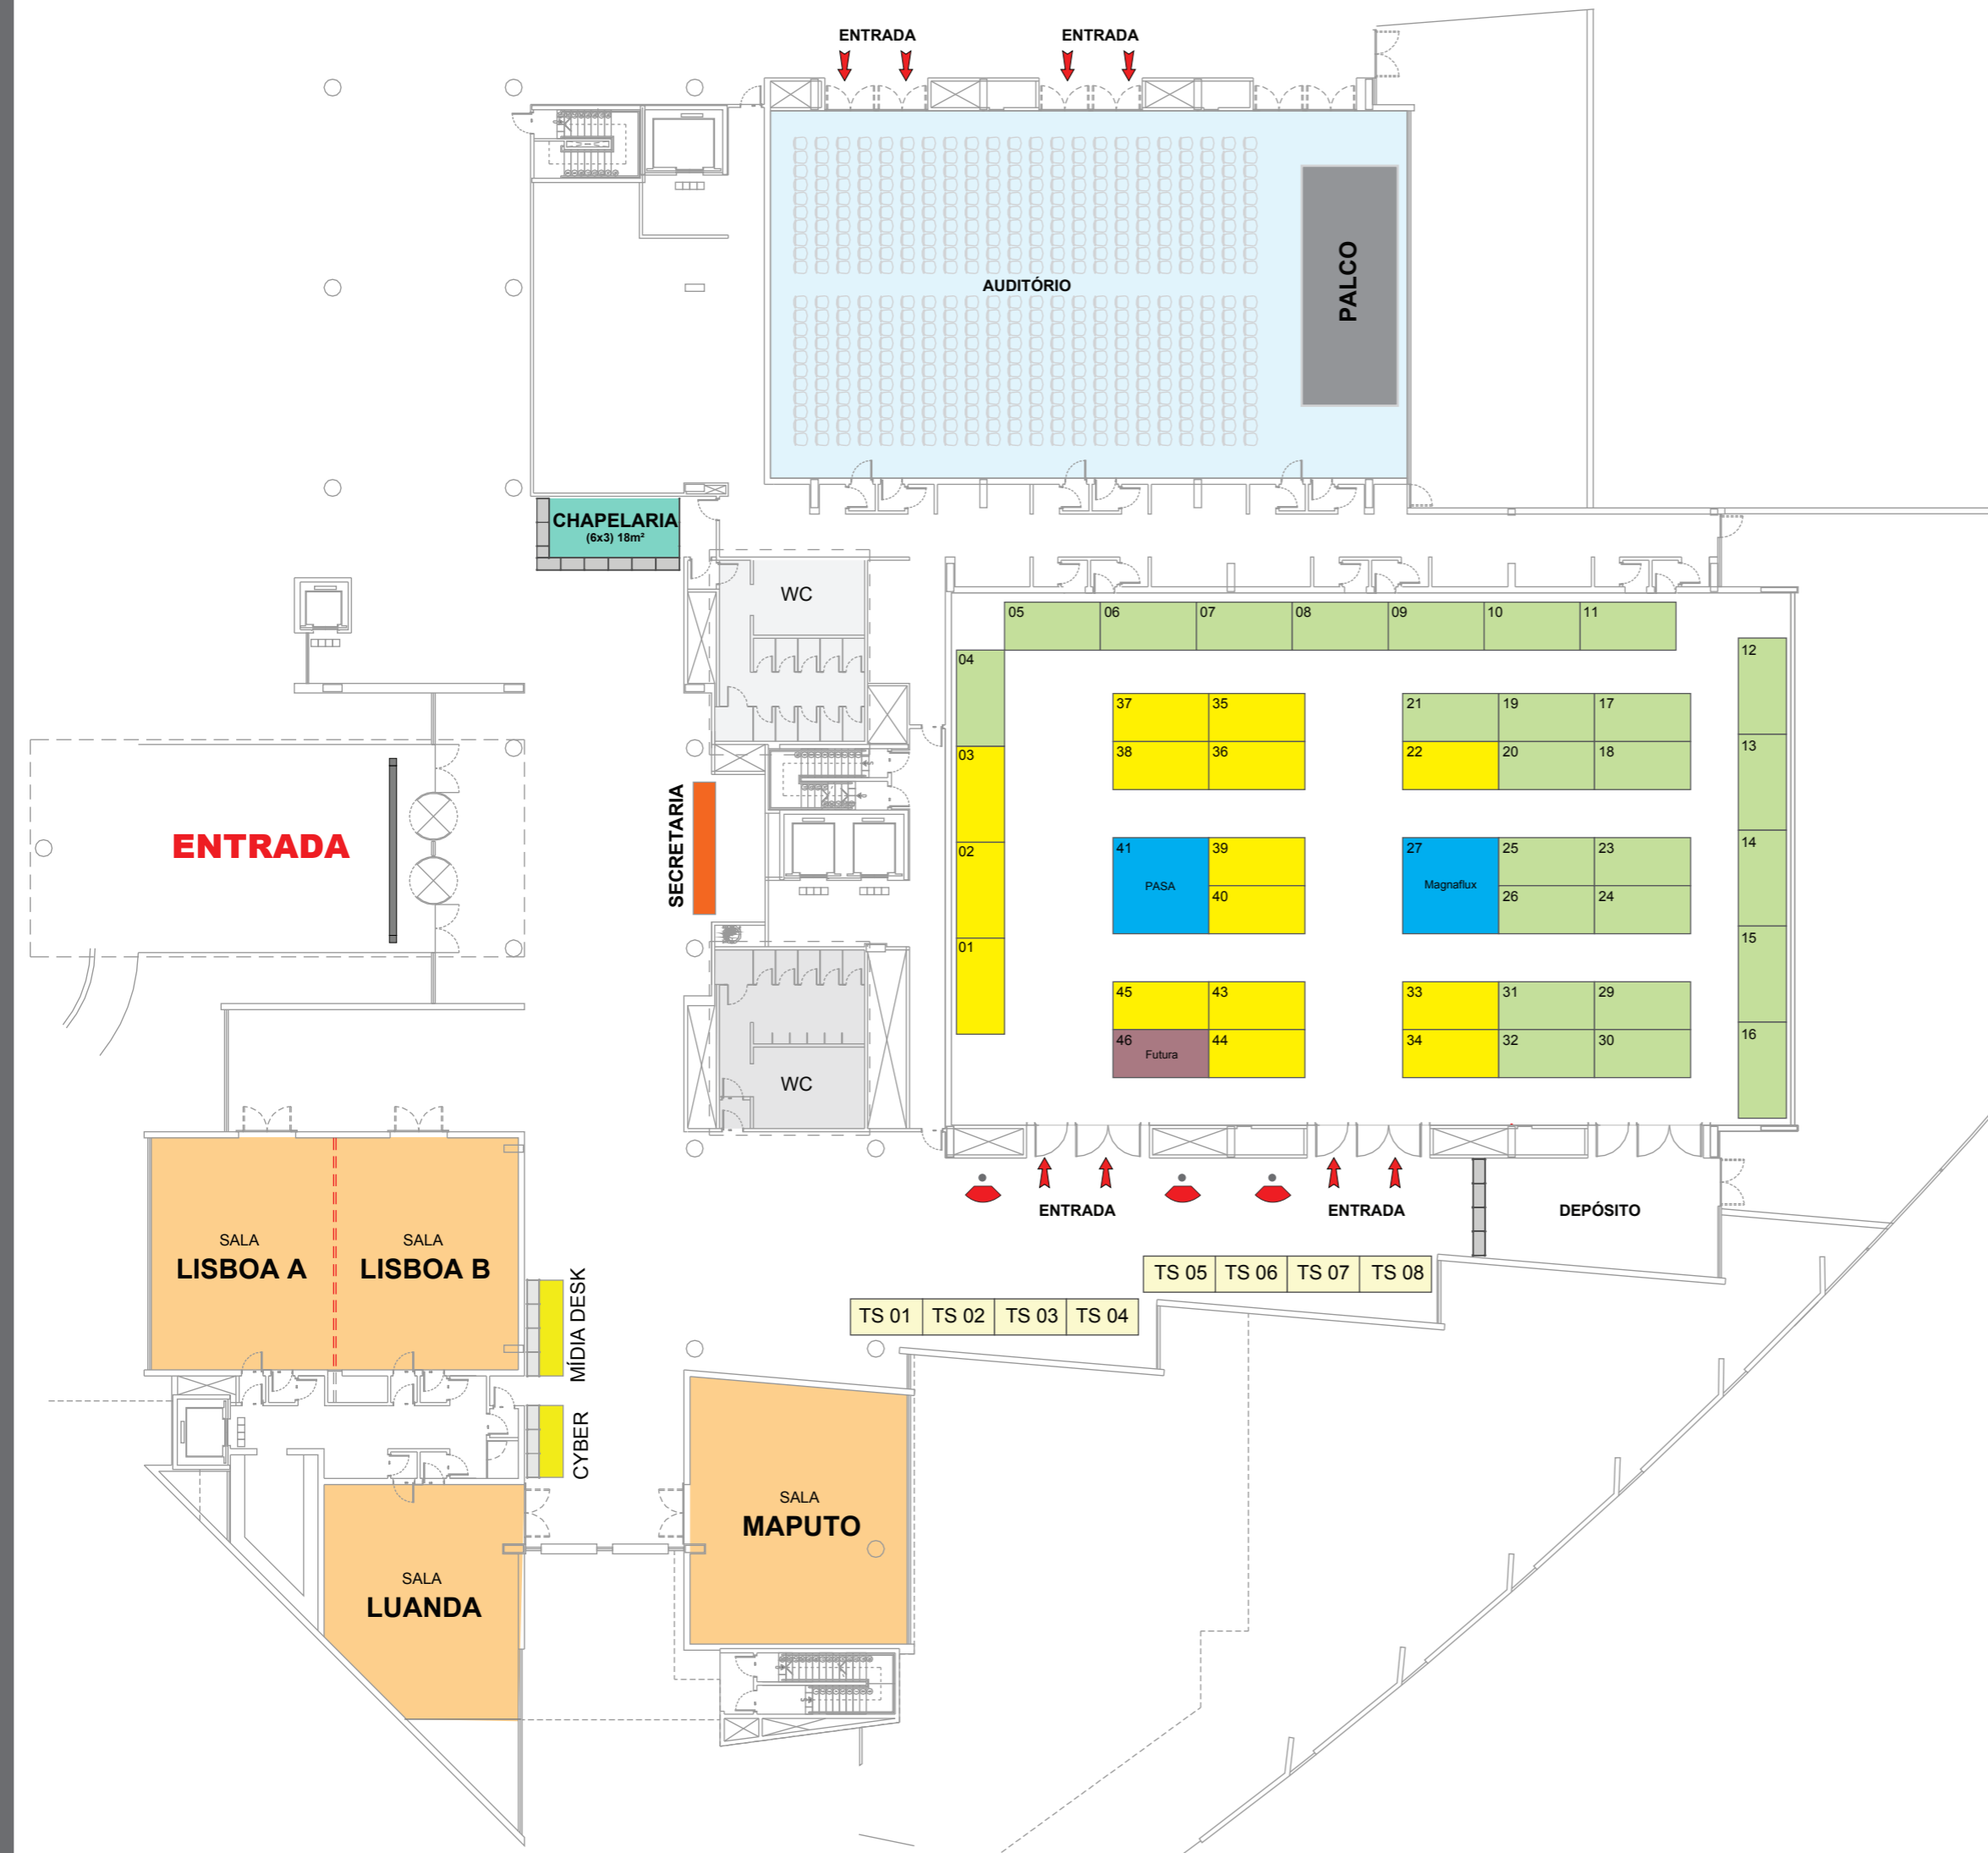 ENTRADA
ENTRADA
AUDITÓRIO
PALCO
CHAPELARIA
(6x3) 18m²
WC
05
06
07
08
09
10
11
04
12
37
35
21
19
17
38
36
22
20
18
03
13
SECRETARIA
ENTRADA
02
41
PASA
39
27
Magnaflux
25
23
14
40
26
24
01
15
45
43
33
31
29
46
Futura
44
34
32
30
16
WC
ENTRADA
ENTRADA
DEPÓSITO
SALA
LISBOA A
SALA
LISBOA B
MÍDIA DESK
TS 05
TS 06
TS 07
TS 08
TS 01
TS 02
TS 03
TS 04
CYBER
SALA
MAPUTO
SALA
LUANDA